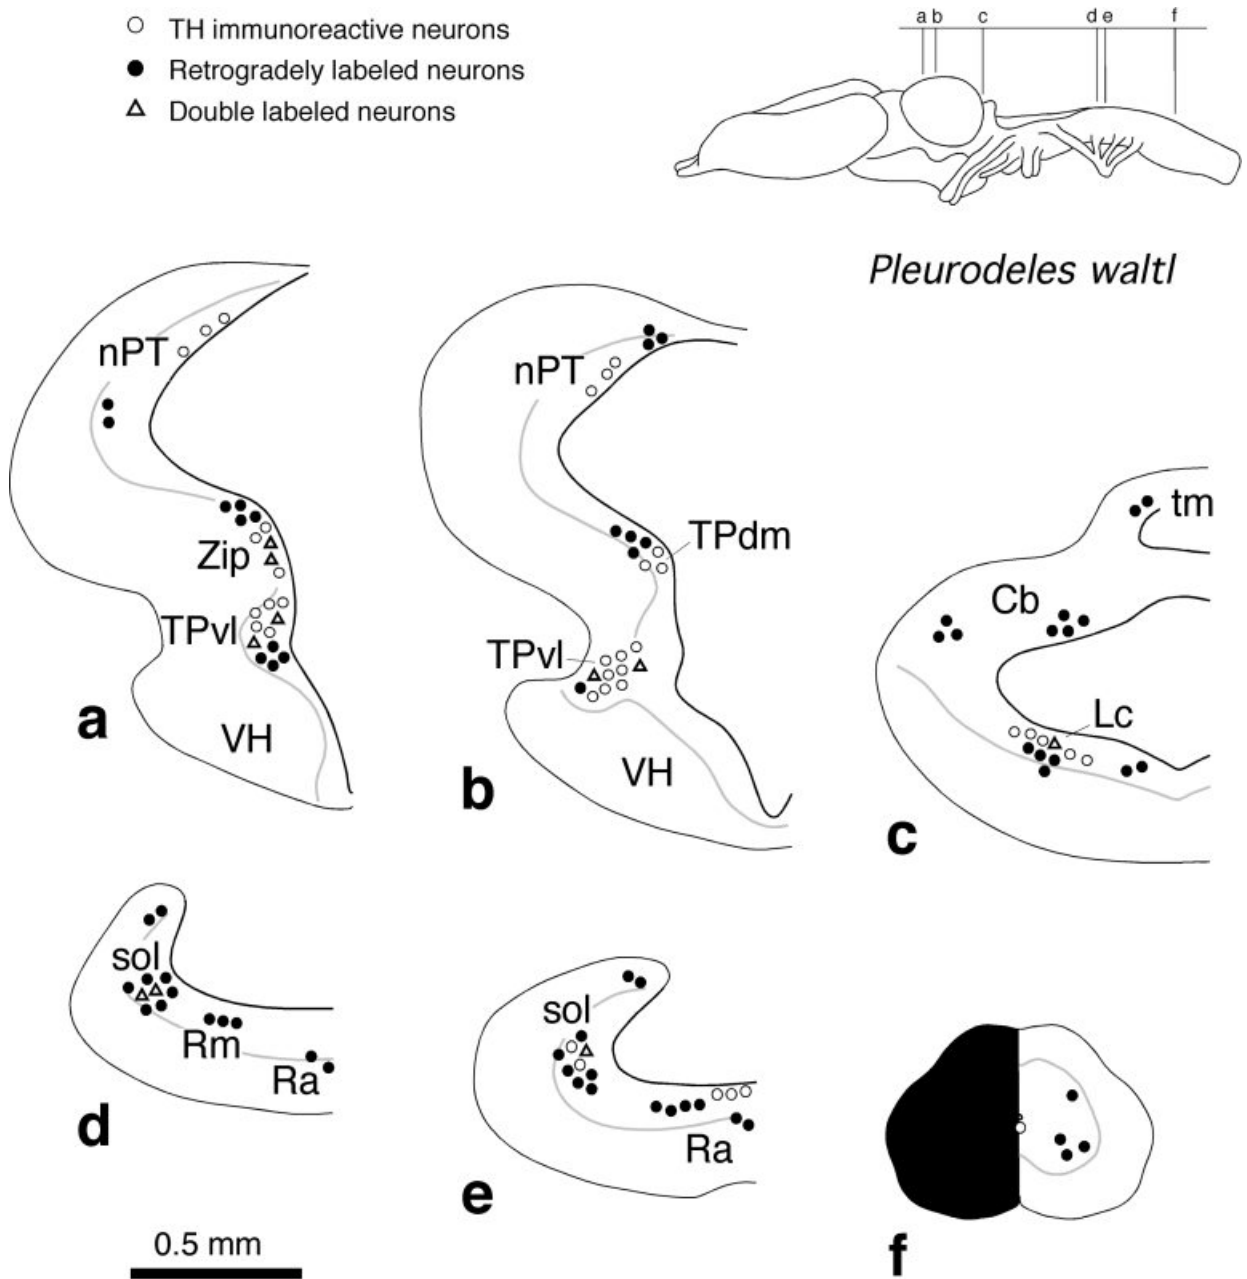 TH immunoreactive neurons
Retrogradely labeled neurons
Double labeled neurons
a b c d e f
Pleurodeles waltl
nPT
Zip
TPvl
VH
a
nPT
TPdm
TPvl
VH
b
tm
Cb
Lc
c
sol
Rm
Ra
d
sol
Ra
e
f
0.5 mm